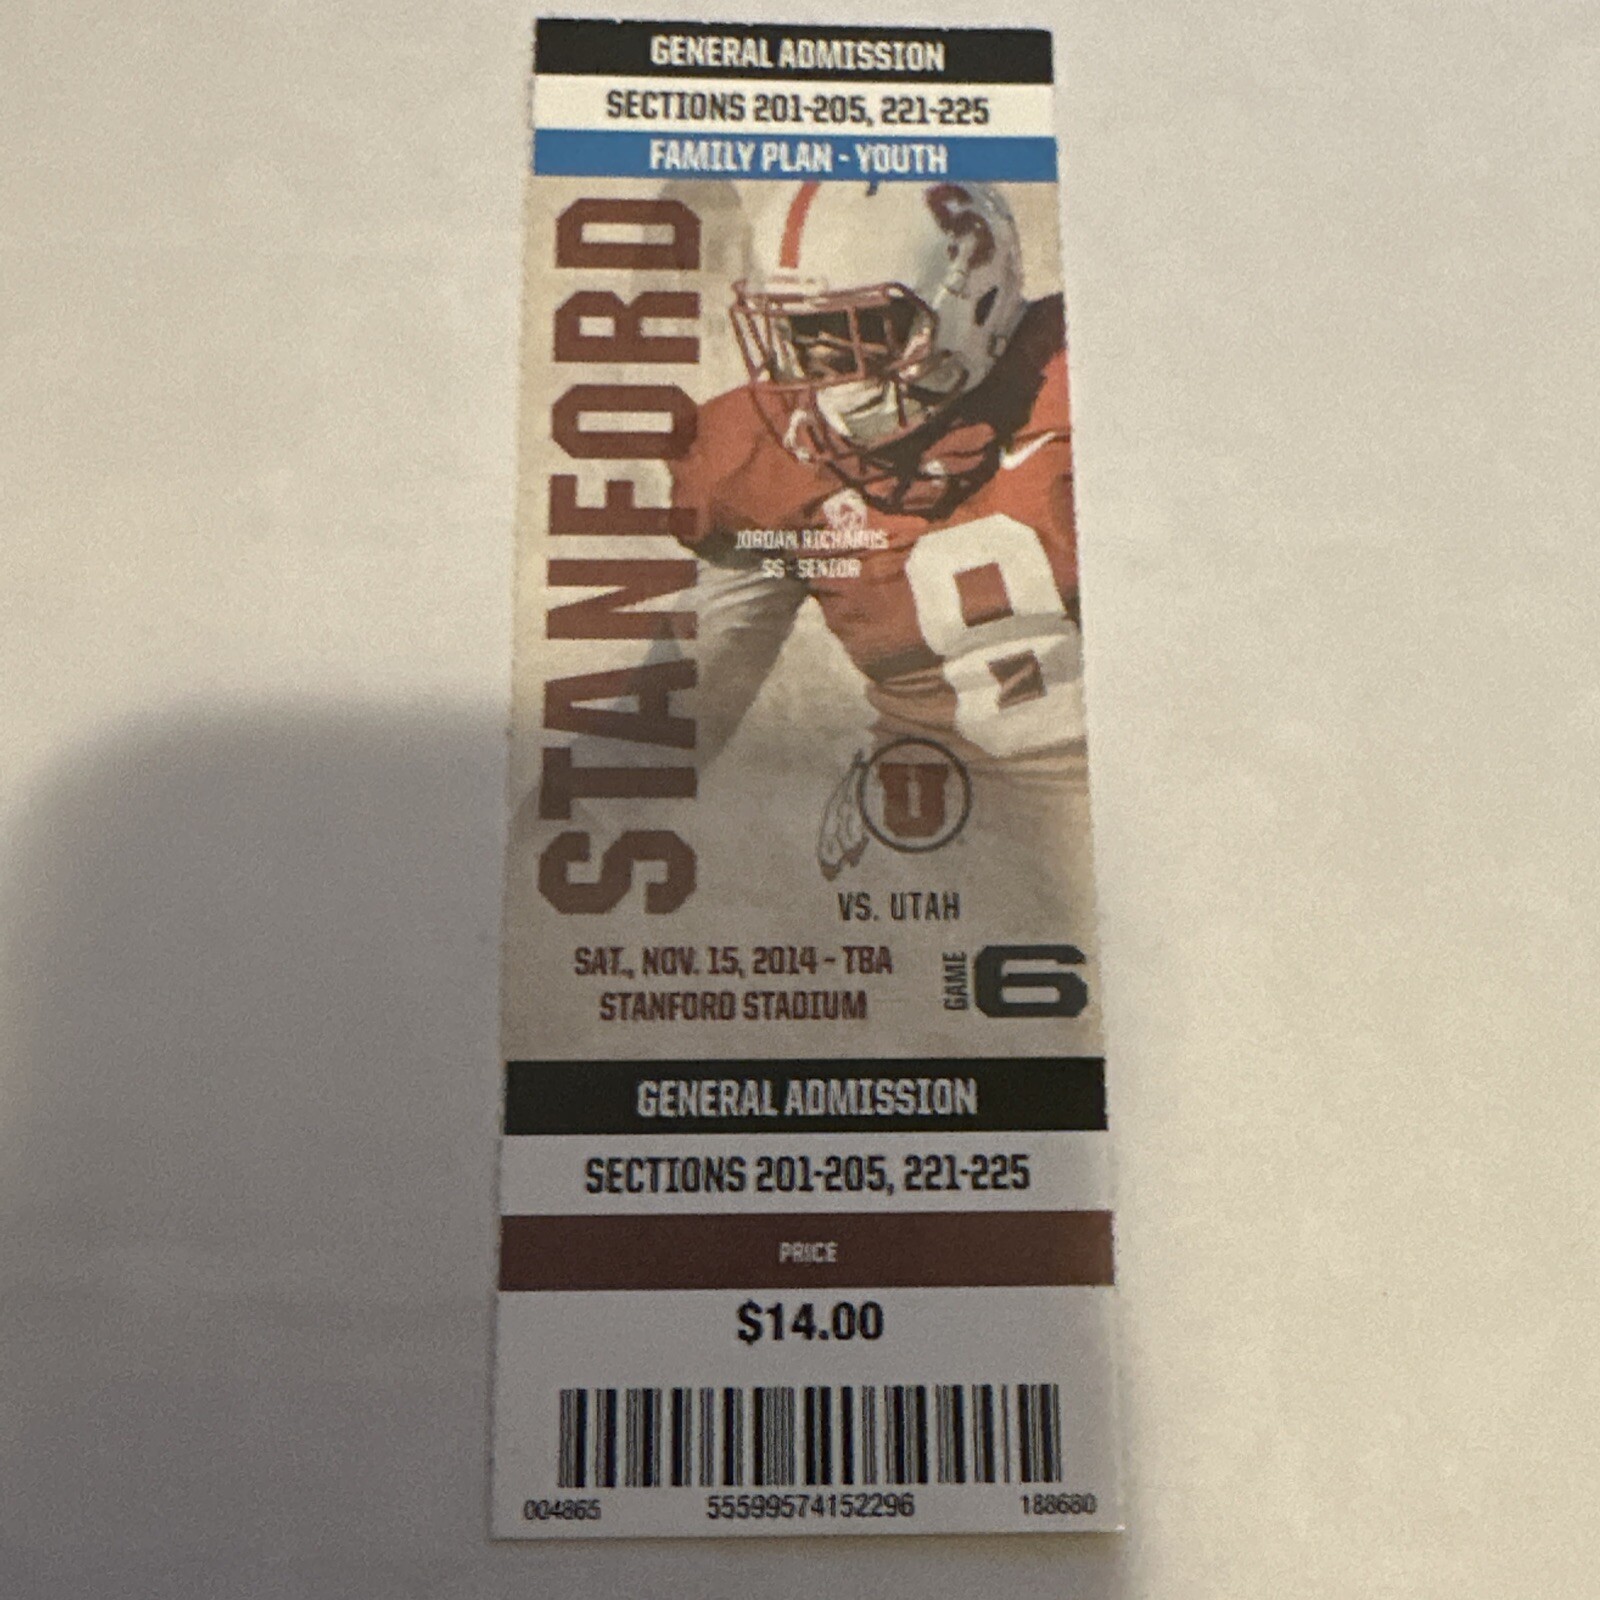 GENERAL ADMISSION
SECTIONS 201-205, 221-225
FAMILY PLAN - YOUTH
STANFORD
JORDAN RICHARDS
SS - SENIOR
8
U
VS. UTAH
SAT., NOV. 15, 2014 - TBA
STANFORD STADIUM
GAME 6
GENERAL ADMISSION
SECTIONS 201-205, 221-225
PRICE
$14.00
004865 55599574152296 188680